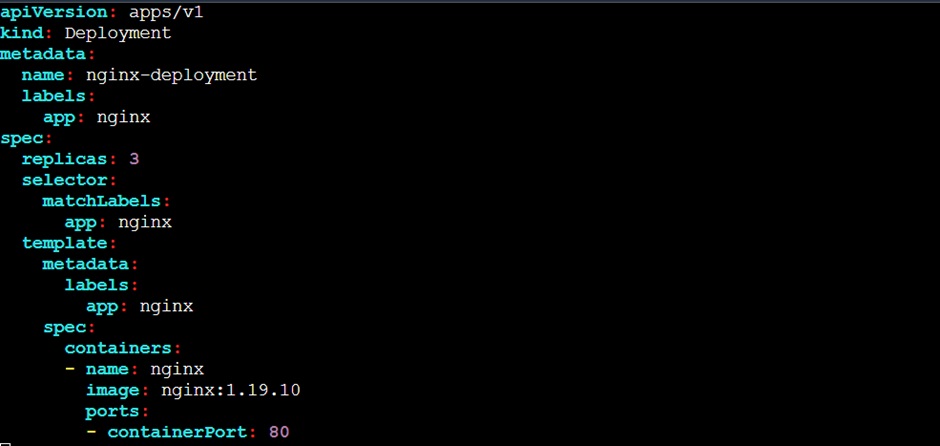 apiVersion: apps/v1
kind: Deployment
metadata:
  name: nginx-deployment
  labels:
    app: nginx
spec:
  replicas: 3
  selector:
    matchLabels:
      app: nginx
  template:
    metadata:
      labels:
        app: nginx
    spec:
      containers:
      - name: nginx
        image: nginx:1.19.10
        ports:
        - containerPort: 80